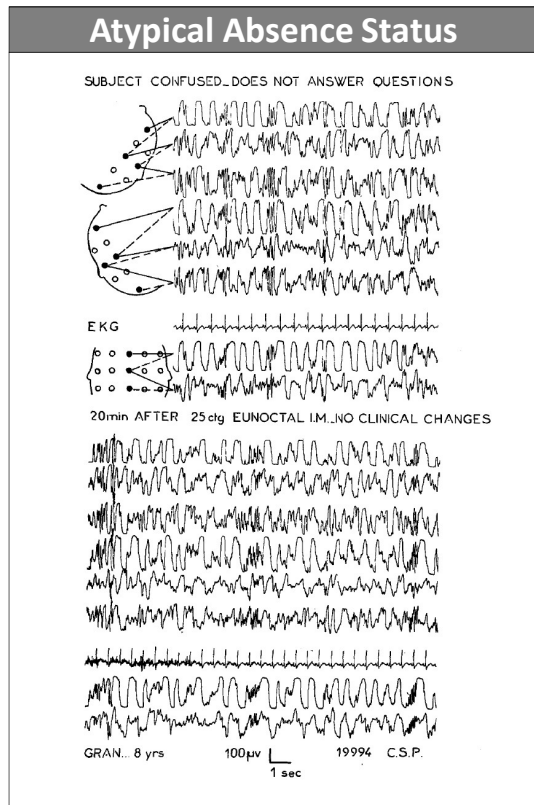 Atypical Absence Status
SUBJECT CONFUSED_DOES NOT ANSWER QUESTIONS
EKG
20min AFTER 25ctg EUNOCTAL I.M._NO CLINICAL CHANGES
GRAN... 8 yrs 100µv 19994 C.S.P.
1 sec